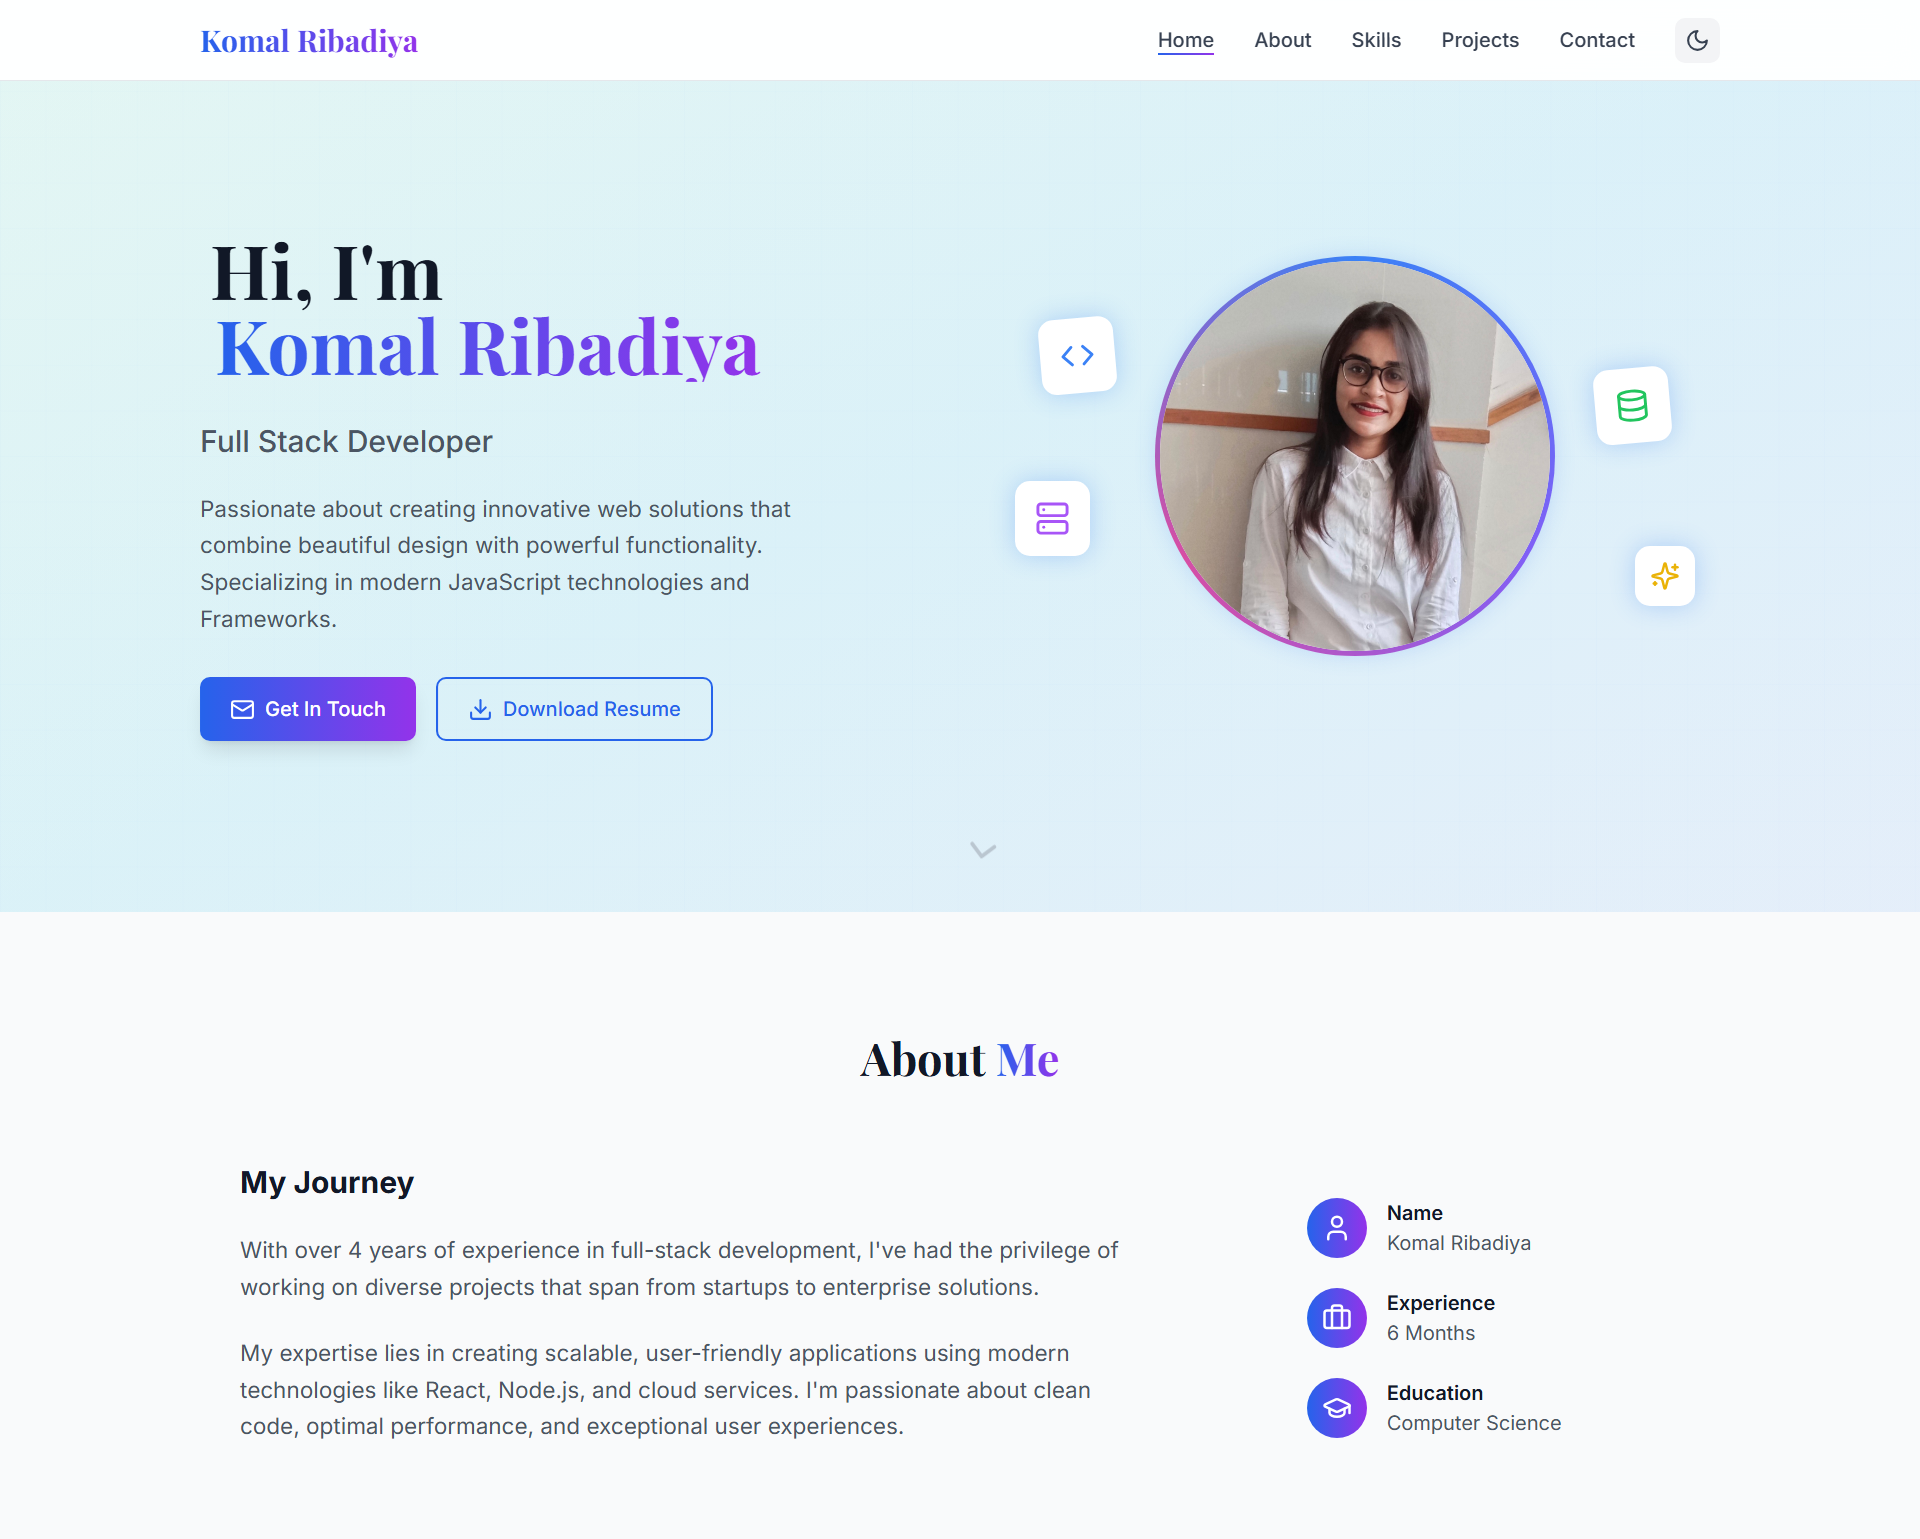 Komal Ribadiya
Home About Skills Projects Contact
Hi, I'm
Komal Ribadiya
Full Stack Developer
Passionate about creating innovative web solutions that
combine beautiful design with powerful functionality.
Specializing in modern JavaScript technologies and
Frameworks.
Get In Touch
Download Resume
About Me
My Journey
With over 4 years of experience in full-stack development, I've had the privilege of
working on diverse projects that span from startups to enterprise solutions.
My expertise lies in creating scalable, user-friendly applications using modern
technologies like React, Node.js, and cloud services. I'm passionate about clean
code, optimal performance, and exceptional user experiences.
Name
Komal Ribadiya
Experience
6 Months
Education
Computer Science